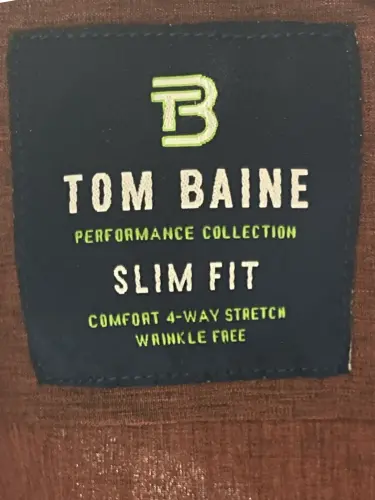 TB
TOM BAINE
PERFORMANCE COLLECTION
SLIM FIT
COMFORT 4-WAY STRETCH
WRINKLE FREE